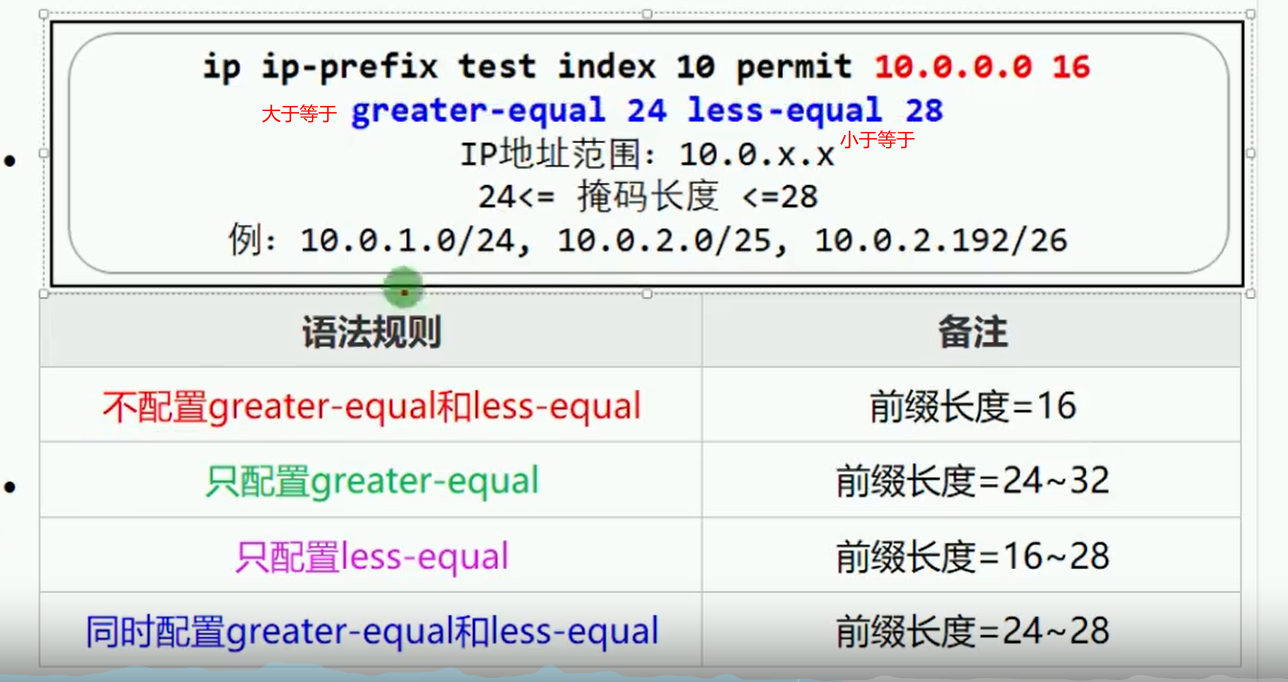 ip ip-prefix test index 10 permit 10.0.0.0 16
大于等于 greater-equal 24 less-equal 28
小于等于
IP地址范围：10.0.x.x
24<= 掩码长度 <=28
例：10.0.1.0/24, 10.0.2.0/25, 10.0.2.192/26
语法规则 备注
不配置greater-equal和less-equal 前缀长度=16
只配置greater-equal 前缀长度=24~32
只配置less-equal 前缀长度=16~28
同时配置greater-equal和less-equal 前缀长度=24~28